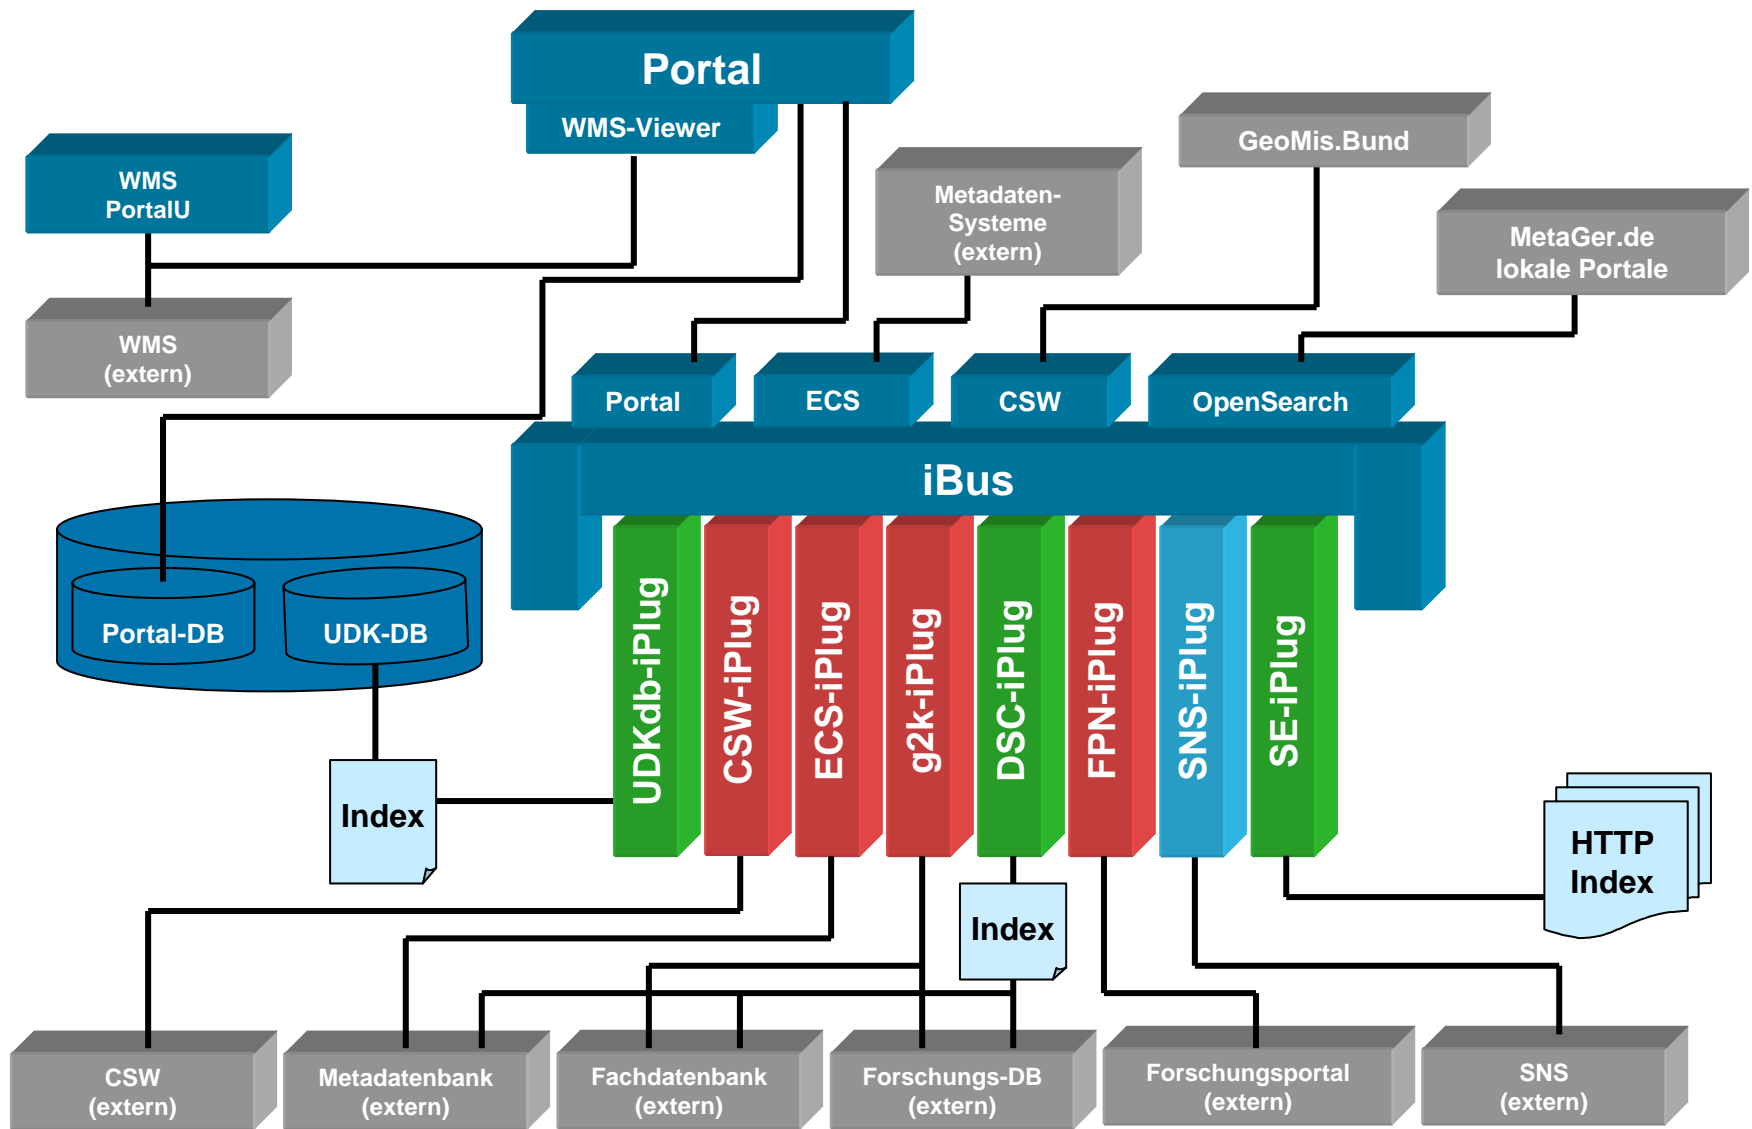 Portal
WMS-Viewer
WMS
PortalU
WMS
(extern)
Metadaten-
Systeme
(extern)
GeoMis.Bund
MetaGer.de
lokale Portale
Portal
ECS
CSW
OpenSearch
iBus
Portal-DB
UDK-DB
UDKdb-iPlug
CSW-iPlug
ECS-iPlug
g2k-iPlug
DSC-iPlug
FPN-iPlug
SNS-iPlug
SE-iPlug
Index
Index
HTTP
Index
CSW
(extern)
Metadatenbank
(extern)
Fachdatenbank
(extern)
Forschungs-DB
(extern)
Forschungsportal
(extern)
SNS
(extern)